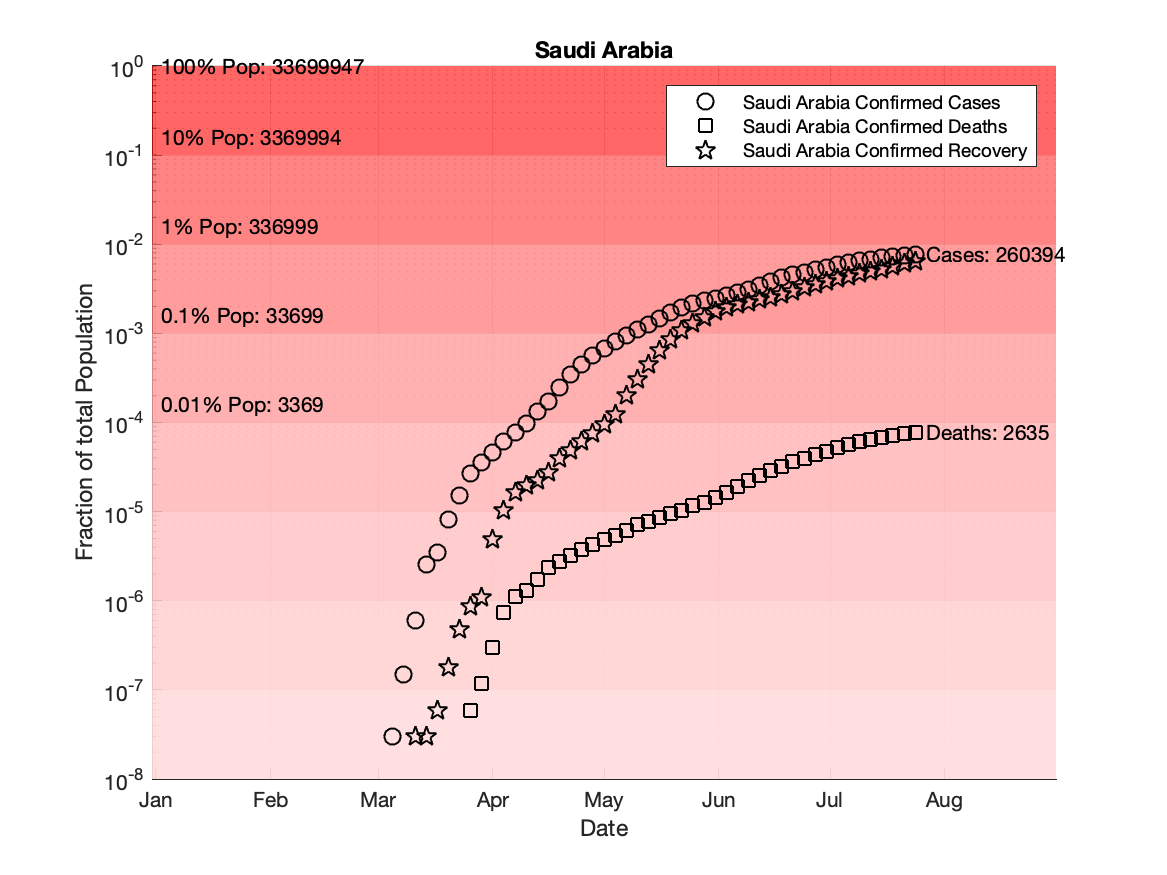 Saudi Arabia
Saudi Arabia Confirmed Cases
Saudi Arabia Confirmed Deaths
Saudi Arabia Confirmed Recovery
Fraction of total Population
10^0
10^-1
10^-2
10^-3
10^-4
10^-5
10^-6
10^-7
10^-8
100% Pop: 33699947
10% Pop: 3369994
1% Pop: 336999
0.1% Pop: 33699
0.01% Pop: 3369
Cases: 260394
Deaths: 2635
Jan Feb Mar Apr May Jun Jul Aug
Date